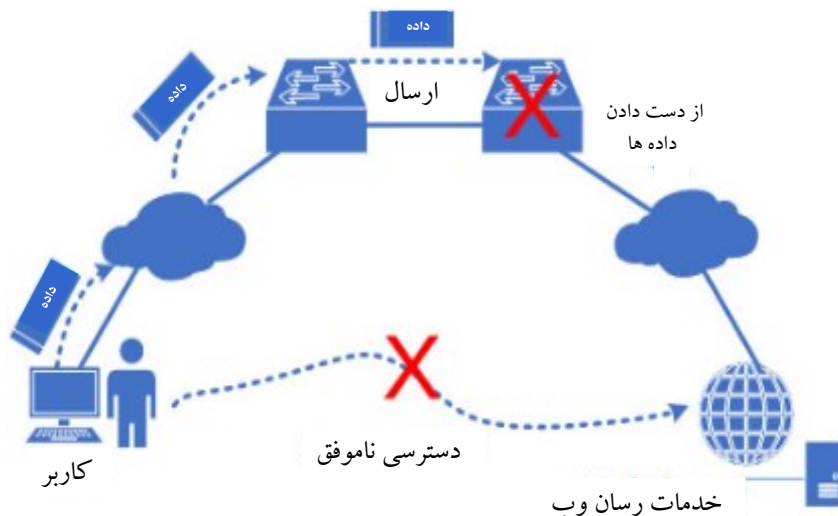 داده
داده
ارسال
از دست دادن
داده ها
داده
داده
دسترسی ناموفق
کاربر
خدمات رسان وب